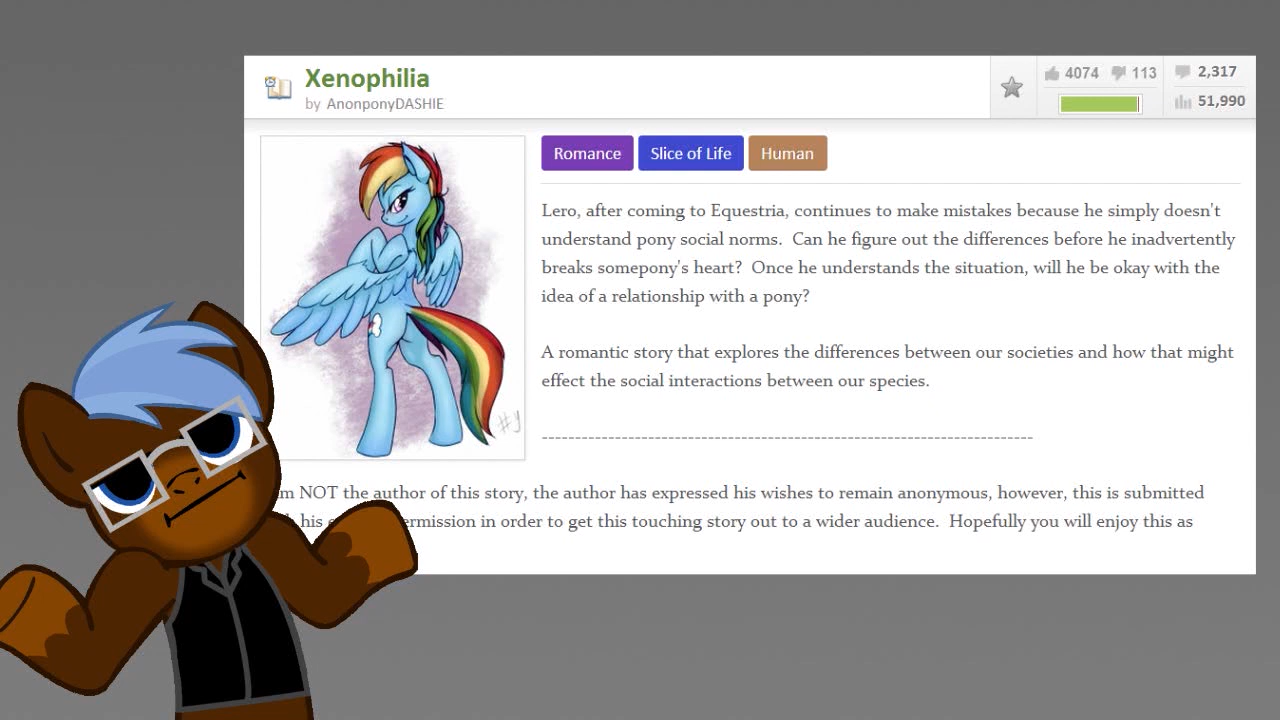 Xenophilia
by AnonponyDASHIE
4074 113
2,317
51,990
Romance Slice of Life Human
Lero, after coming to Equestria, continues to make mistakes because he simply doesn't
understand pony social norms. Can he figure out the differences before he inadvertently
breaks somepony's heart? Once he understands the situation, will he be okay with the
idea of a relationship with a pony?
A romantic story that explores the differences between our societies and how that might
effect the social interactions between our species.
--------------------------------------------------------------------------
NOT the author of this story, the author has expressed his wishes to remain anonymous, however, this is submitted
his permission in order to get this touching story out to a wider audience. Hopefully you will enjoy this as